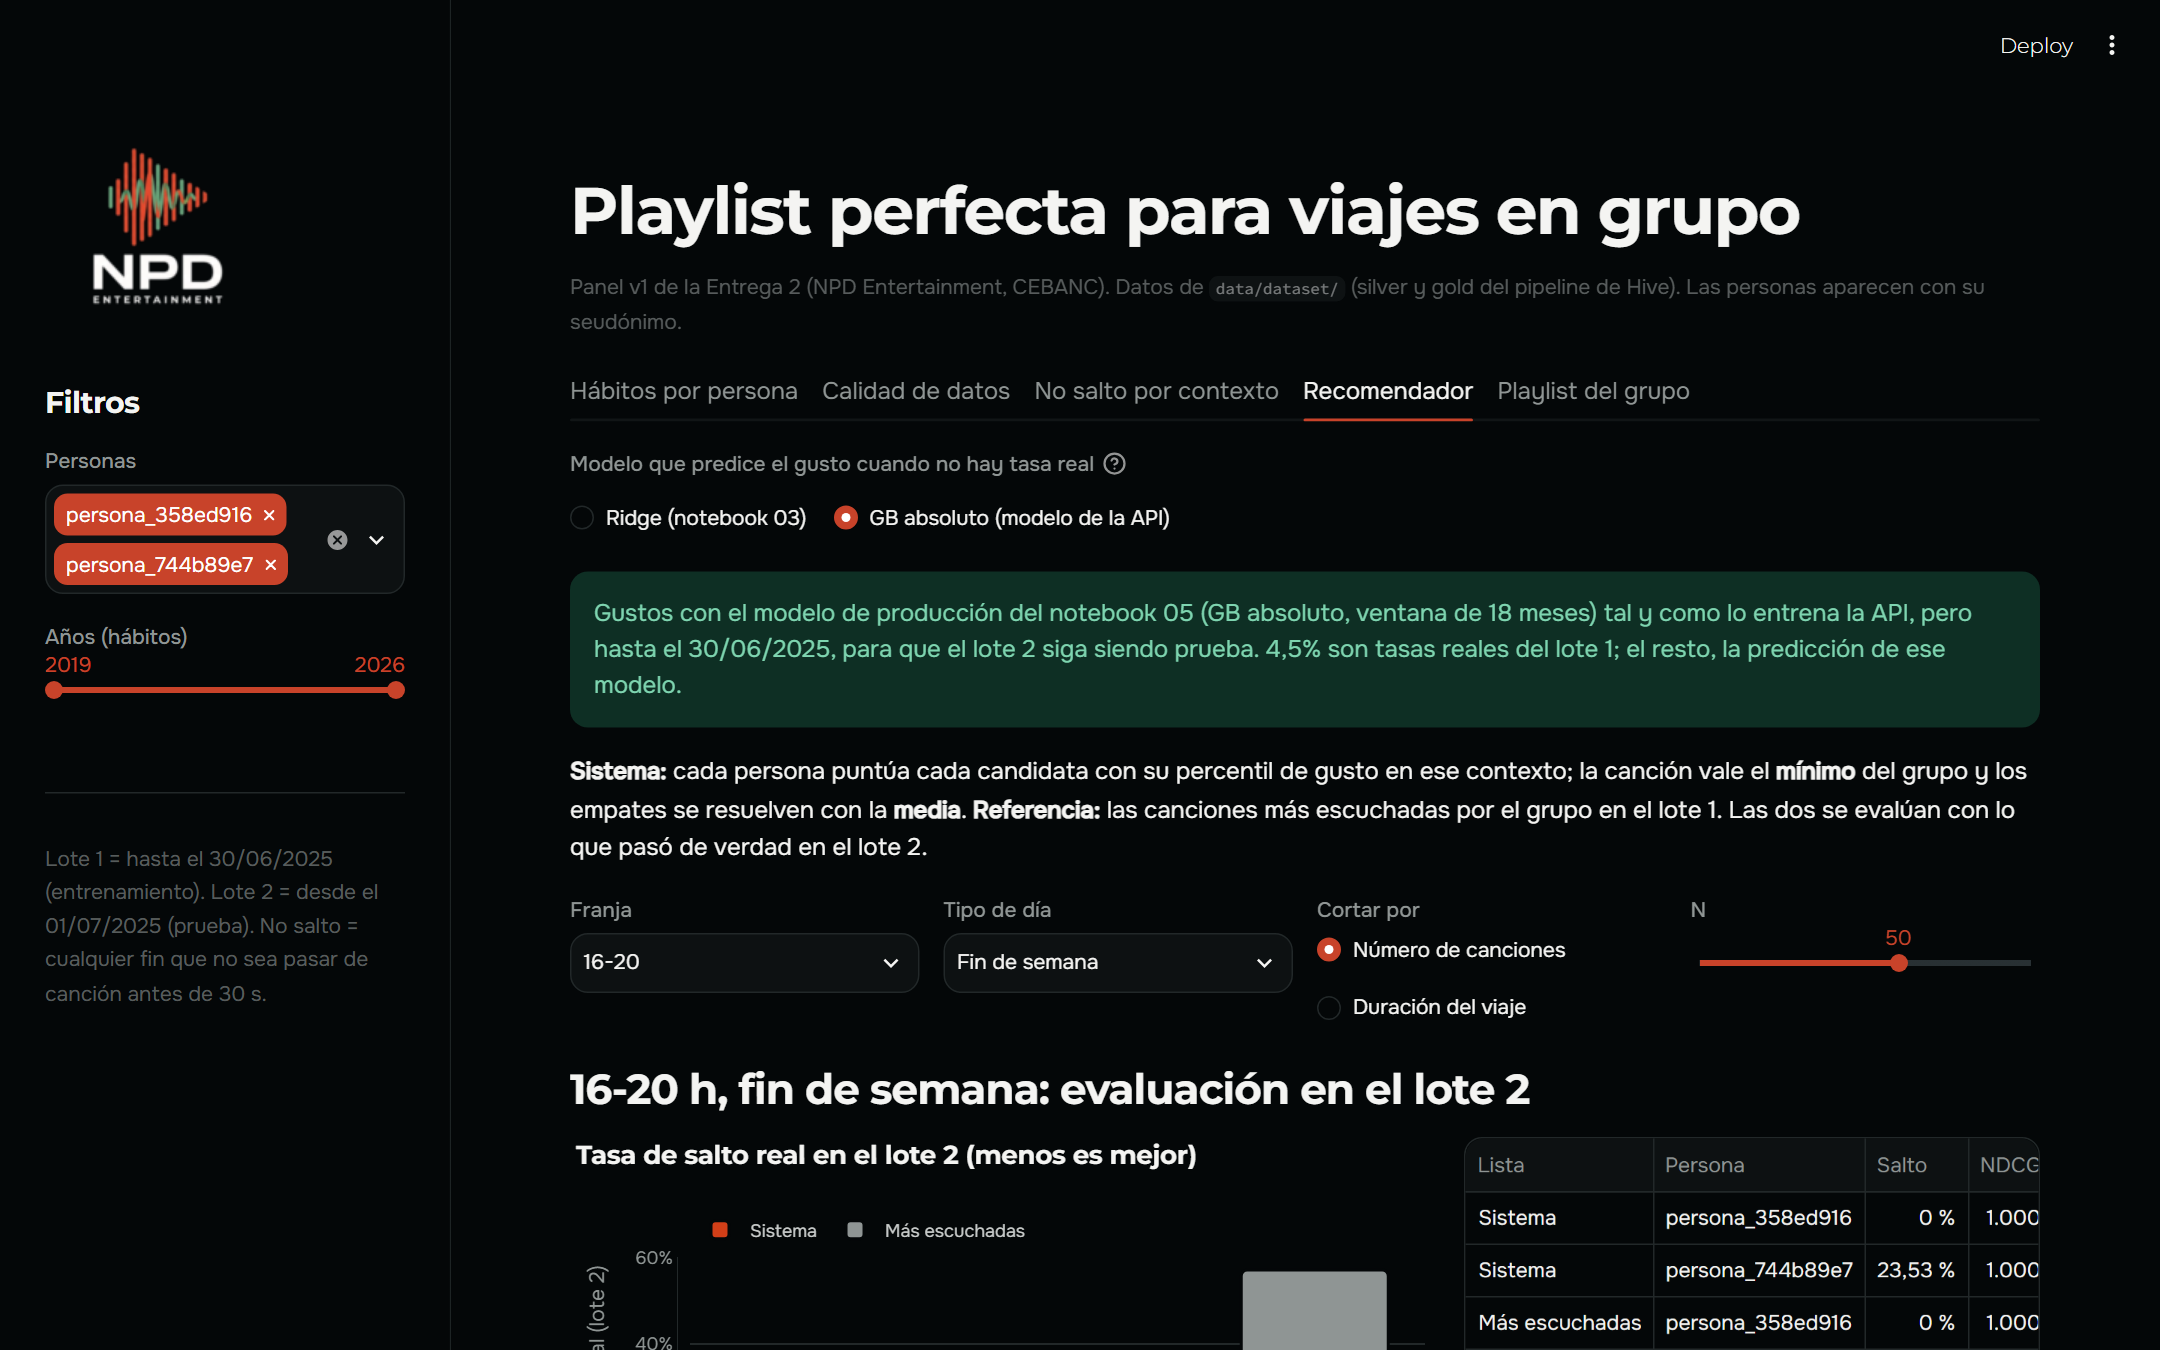 Deploy
NPD
ENTERTAINMENT
Filtros
Personas
persona_358ed916 ×
persona_744b89e7 ×
Años (hábitos)
2019 2026
Lote 1 = hasta el 30/06/2025
(entrenamiento). Lote 2 = desde el
01/07/2025 (prueba). No salto =
cualquier fin que no sea pasar de
canción antes de 30 s.
Playlist perfecta para viajes en grupo
Panel v1 de la Entrega 2 (NPD Entertainment, CEBANC). Datos de data/dataset/ (silver y gold del pipeline de Hive). Las personas aparecen con su
seudónimo.
Hábitos por persona Calidad de datos No salto por contexto Recomendador Playlist del grupo
Modelo que predice el gusto cuando no hay tasa real ?
Ridge (notebook 03) GB absoluto (modelo de la API)
Gustos con el modelo de producción del notebook 05 (GB absoluto, ventana de 18 meses) tal y como lo entrena la API, pero
hasta el 30/06/2025, para que el lote 2 siga siendo prueba. 4,5% son tasas reales del lote 1; el resto, la predicción de ese
modelo.
Sistema: cada persona puntúa cada candidata con su percentil de gusto en ese contexto; la canción vale el mínimo del grupo y los
empates se resuelven con la media. Referencia: las canciones más escuchadas por el grupo en el lote 1. Las dos se evalúan con lo
que pasó de verdad en el lote 2.
Franja Tipo de día Cortar por N
16-20 Fin de semana Número de canciones 50
Duración del viaje
16-20 h, fin de semana: evaluación en el lote 2
Tasa de salto real en el lote 2 (menos es mejor)
Sistema Más escuchadas
60%
40%
al (lote 2)
Lista Persona Salto NDCG
Sistema persona_358ed916 0 % 1.000
Sistema persona_744b89e7 23,53 % 1.000
Más escuchadas persona_358ed916 0 % 1.000